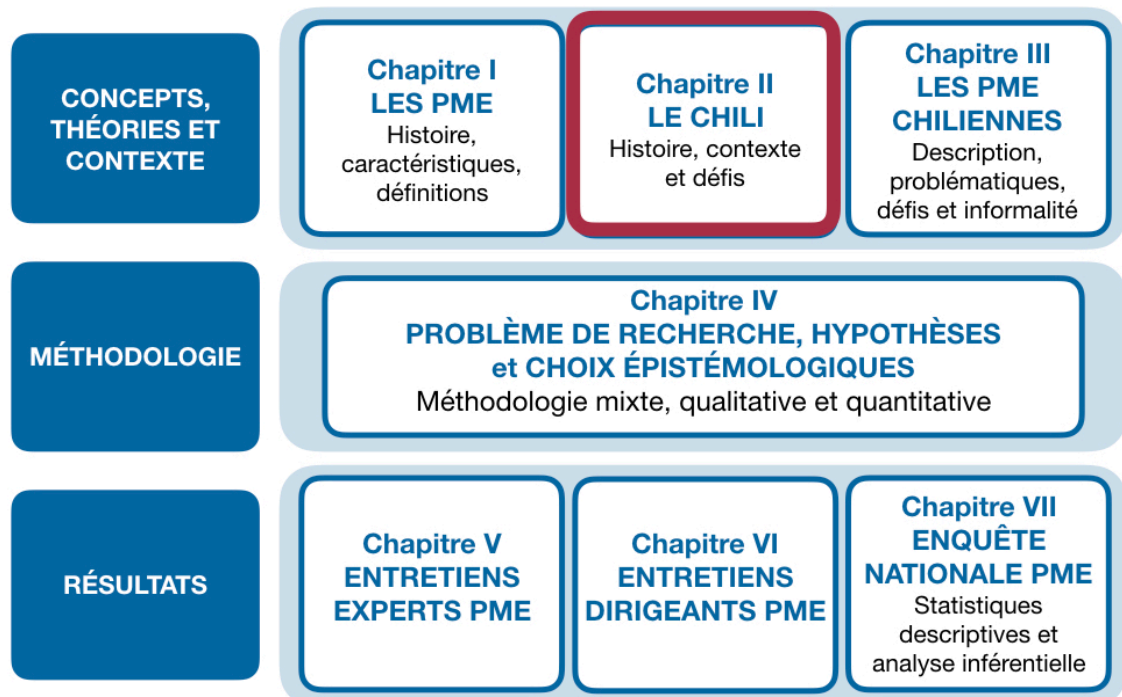 CONCEPTS,
THÉORIES ET
CONTEXTE
Chapitre I
LES PME
Histoire,
caractéristiques,
définitions
Chapitre II
LE CHILI
Histoire, contexte
et défis
Chapitre III
LES PME
CHILIENNES
Description,
problématiques,
défis et informalité
MÉTHODOLOGIE
Chapitre IV
PROBLÈME DE RECHERCHE, HYPOTHÈSES
et CHOIX ÉPISTÉMOLOGIQUES
Méthodologie mixte, qualitative et quantitative
RÉSULTATS
Chapitre V
ENTRETIENS
EXPERTS PME
Chapitre VI
ENTRETIENS
DIRIGEANTS PME
Chapitre VII
ENQUÊTE
NATIONALE PME
Statistiques
descriptives et
analyse inférentielle